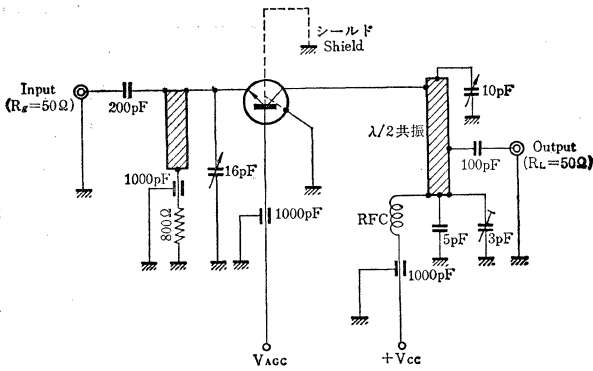 シールド
Shield
Input
(Rg=50Ω)
200pF
10pF
λ/2共振
Output
(RL=50Ω)
100pF
1000pF
16pF
800Ω
1000pF
RFC
5pF
3pF
1000pF
VAGC
+Vcc